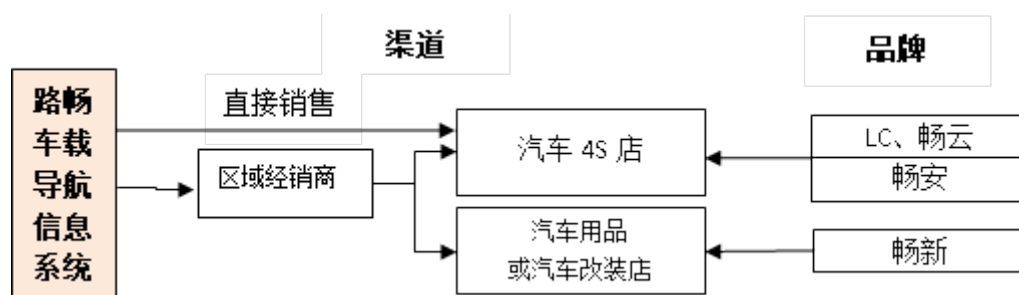 渠道
品牌
路畅
车载
导航
信息
系统
直接销售
区域经销商
汽车 4S 店
汽车用品
或汽车改装店
LC、畅云
畅安
畅新